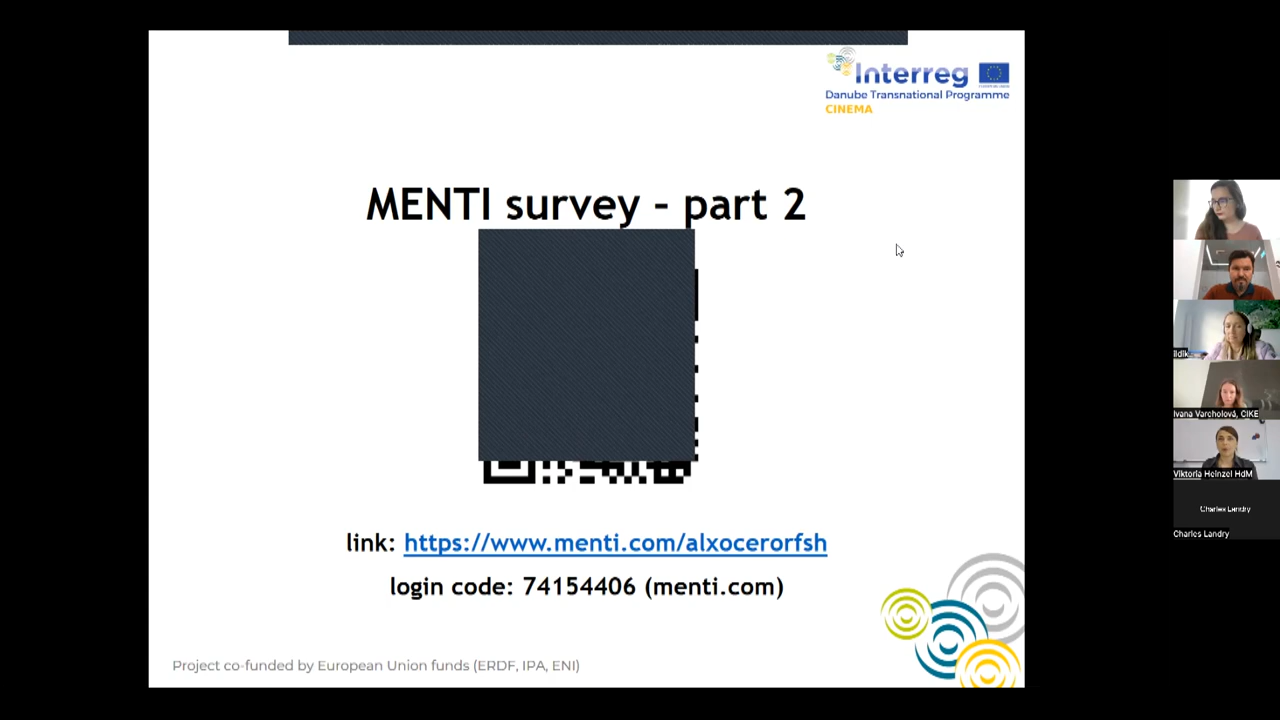 Interreg
Danube Transnational Programme
CINEMA
MENTI survey - part 2
link: https://www.menti.com/alxocerorfsh
login code: 74154406 (menti.com)
Project co-funded by European Union funds (ERDF, IPA, ENI)
ildik
Ivana Varcholová, CIKE
Viktoria Heinzel HdM
Charles Landry
Charles Landry